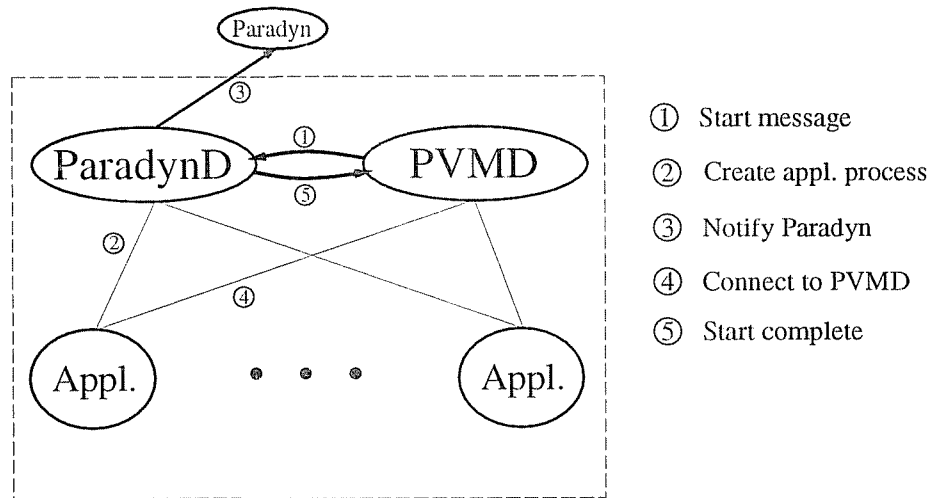 Paradyn
③
①
ParadynD
PVMD
⑤
②
④
Appl.
Appl.
① Start message
② Create appl. process
③ Notify Paradyn
④ Connect to PVMD
⑤ Start complete